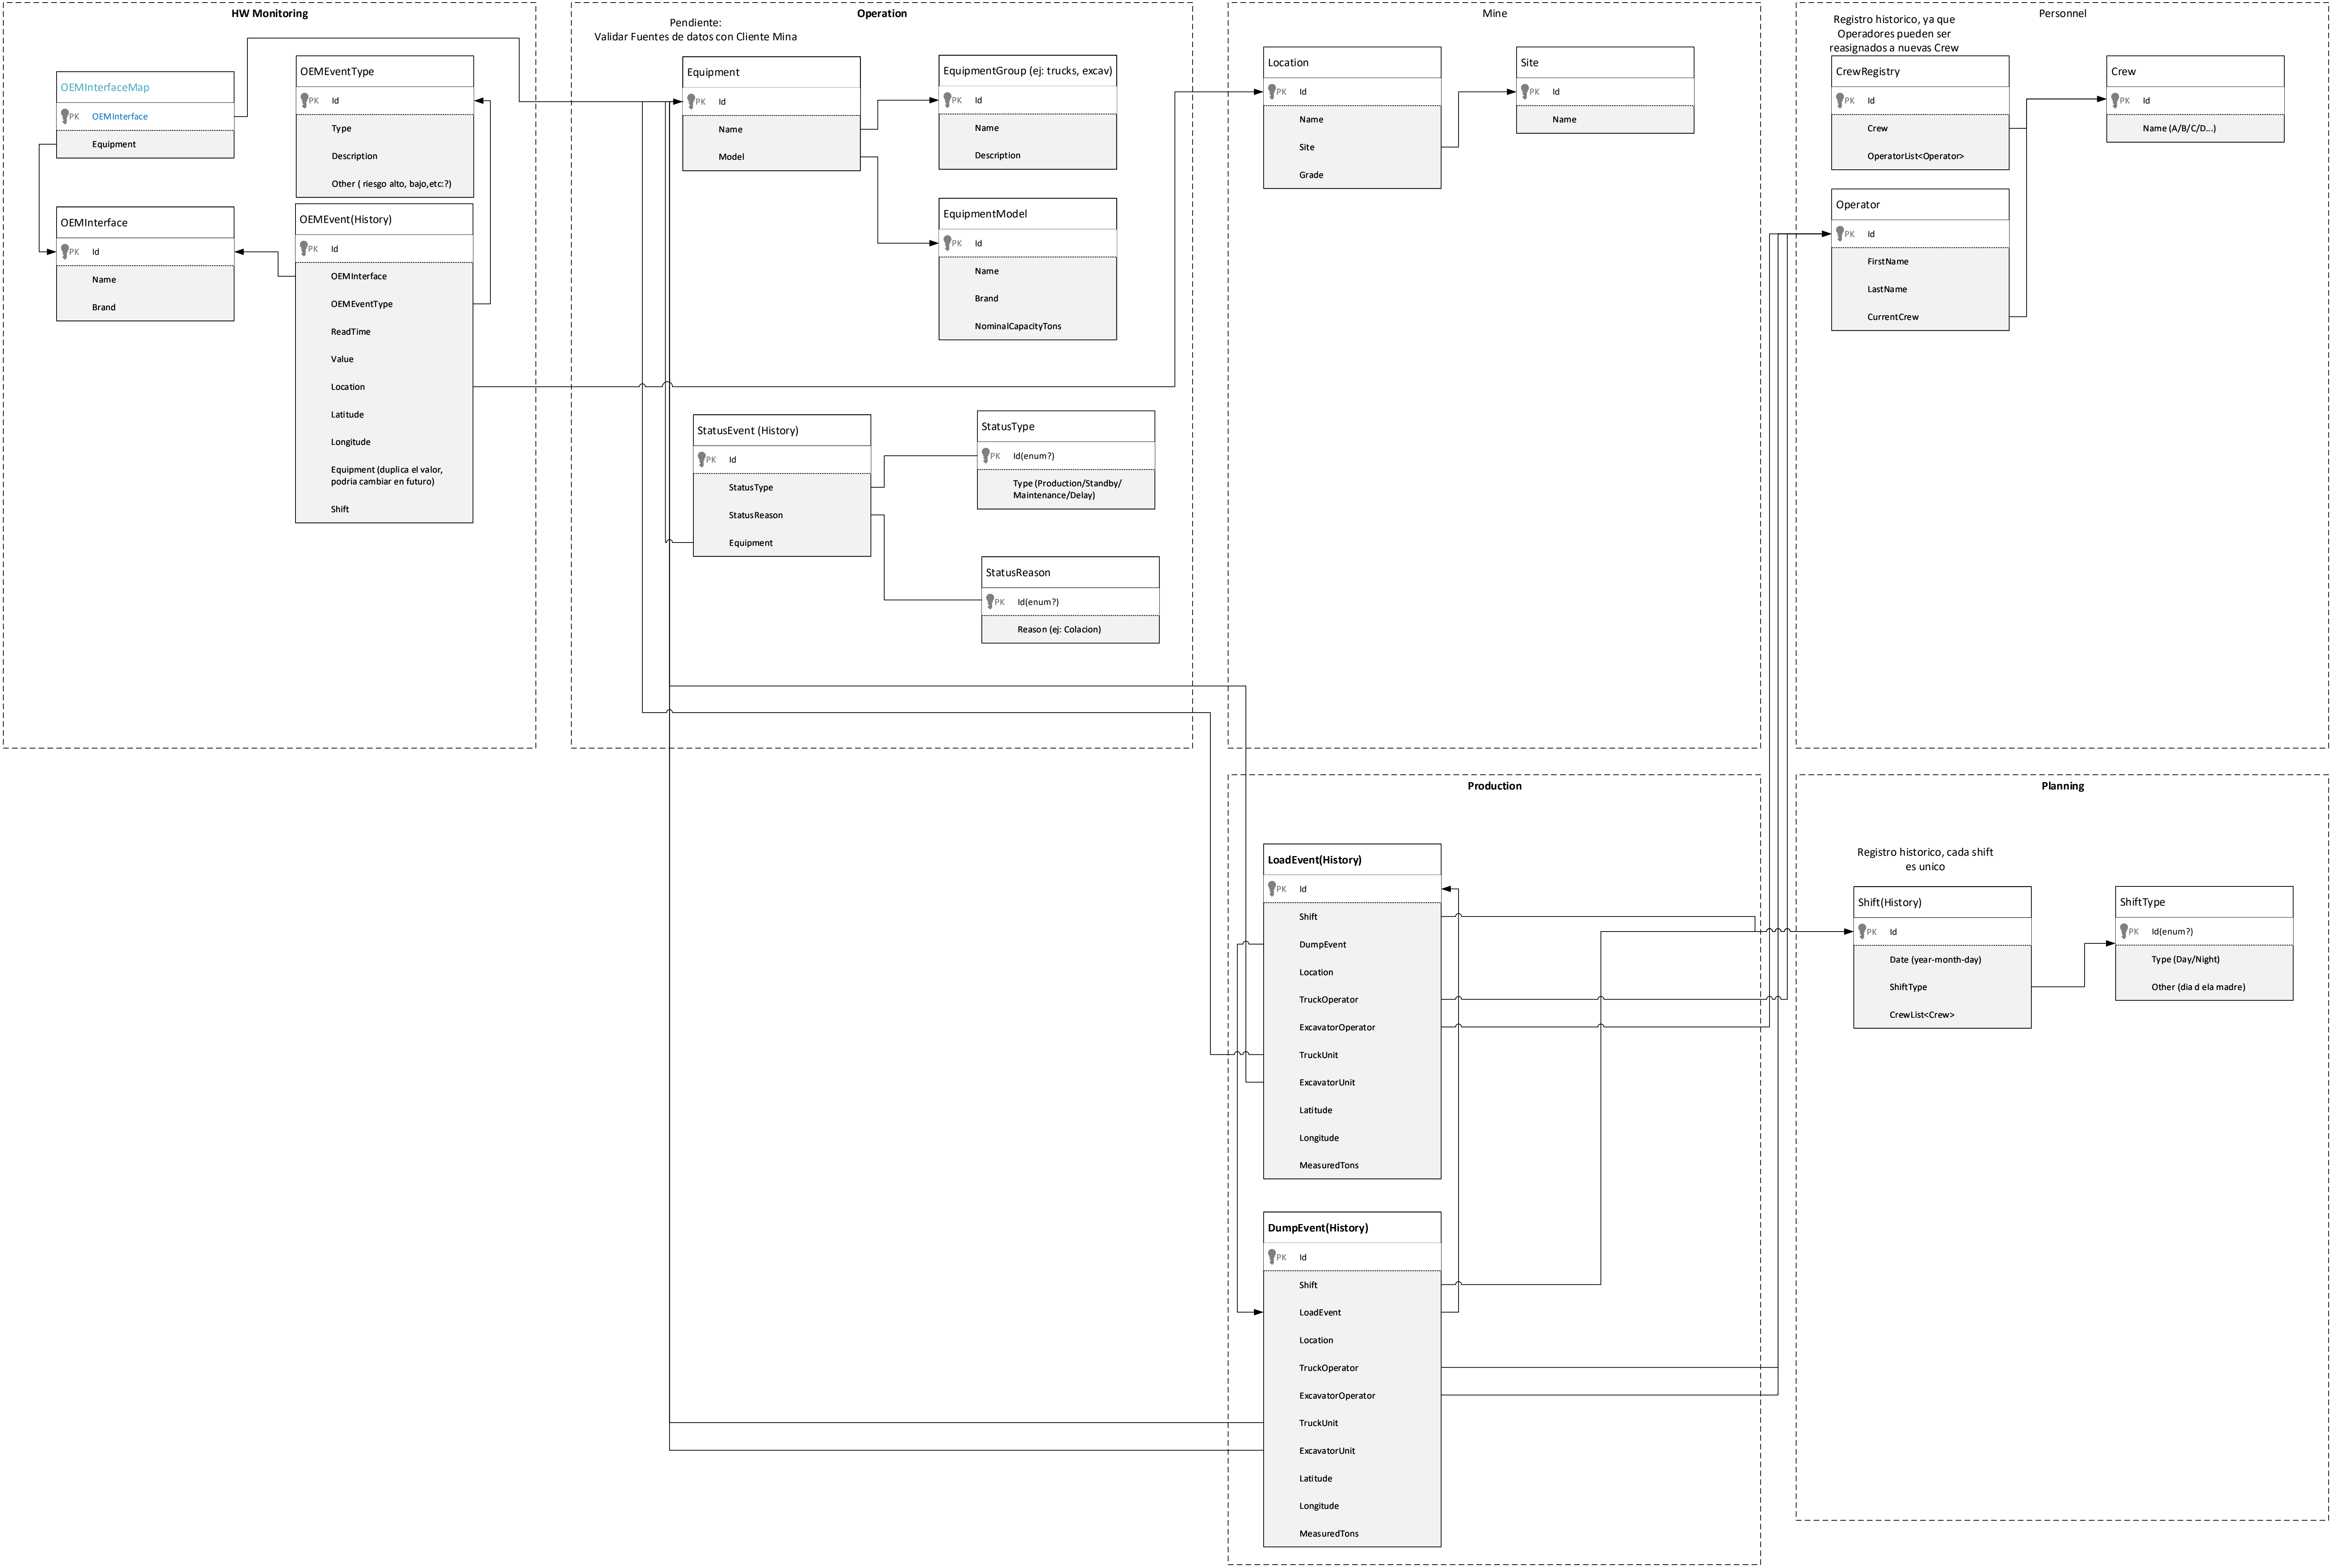 HW Monitoring
OEMInterfaceMap
PK OEMInterface
Equipment
OEMEventType
PK Id
Type
Description
Other ( riesgo alto, bajo,etc:?)
OEMInterface
PK Id
Name
Brand
OEMEvent(History)
PK Id
OEMInterface
OEMEventType
ReadTime
Value
Location
Latitude
Longitude
Equipment (duplica el valor,
podria cambiar en futuro)
Shift
Operation
Pendiente:
Validar Fuentes de datos con Cliente Mina
Equipment
PK Id
Name
Model
EquipmentGroup (ej: trucks, excav)
PK Id
Name
Description
EquipmentModel
PK Id
Name
Brand
NominalCapacityTons
StatusEvent (History)
PK Id
StatusType
StatusReason
Equipment
StatusType
PK Id(enum?)
Type (Production/Standby/
Maintenance/Delay)
StatusReason
PK Id(enum?)
Reason (ej: Colacion)
Mine
Location
PK Id
Name
Site
Grade
Site
PK Id
Name
Personnel
Registro historico, ya que
Operadores pueden ser
reasignados a nuevas Crew
CrewRegistry
PK Id
Crew
OperatorList<Operator>
Crew
PK Id
Name (A/B/C/D...)
Operator
PK Id
FirstName
LastName
CurrentCrew
Production
LoadEvent(History)
PK Id
Shift
DumpEvent
Location
TruckOperator
ExcavatorOperator
TruckUnit
ExcavatorUnit
Latitude
Longitude
MeasuredTons
DumpEvent(History)
PK Id
Shift
LoadEvent
Location
TruckOperator
ExcavatorOperator
TruckUnit
ExcavatorUnit
Latitude
Longitude
MeasuredTons
Planning
Registro historico, cada shift
es unico
Shift(History)
PK Id
Date (year-month-day)
ShiftType
CrewList<Crew>
ShiftType
PK Id(enum?)
Type (Day/Night)
Other (dia d ela madre)